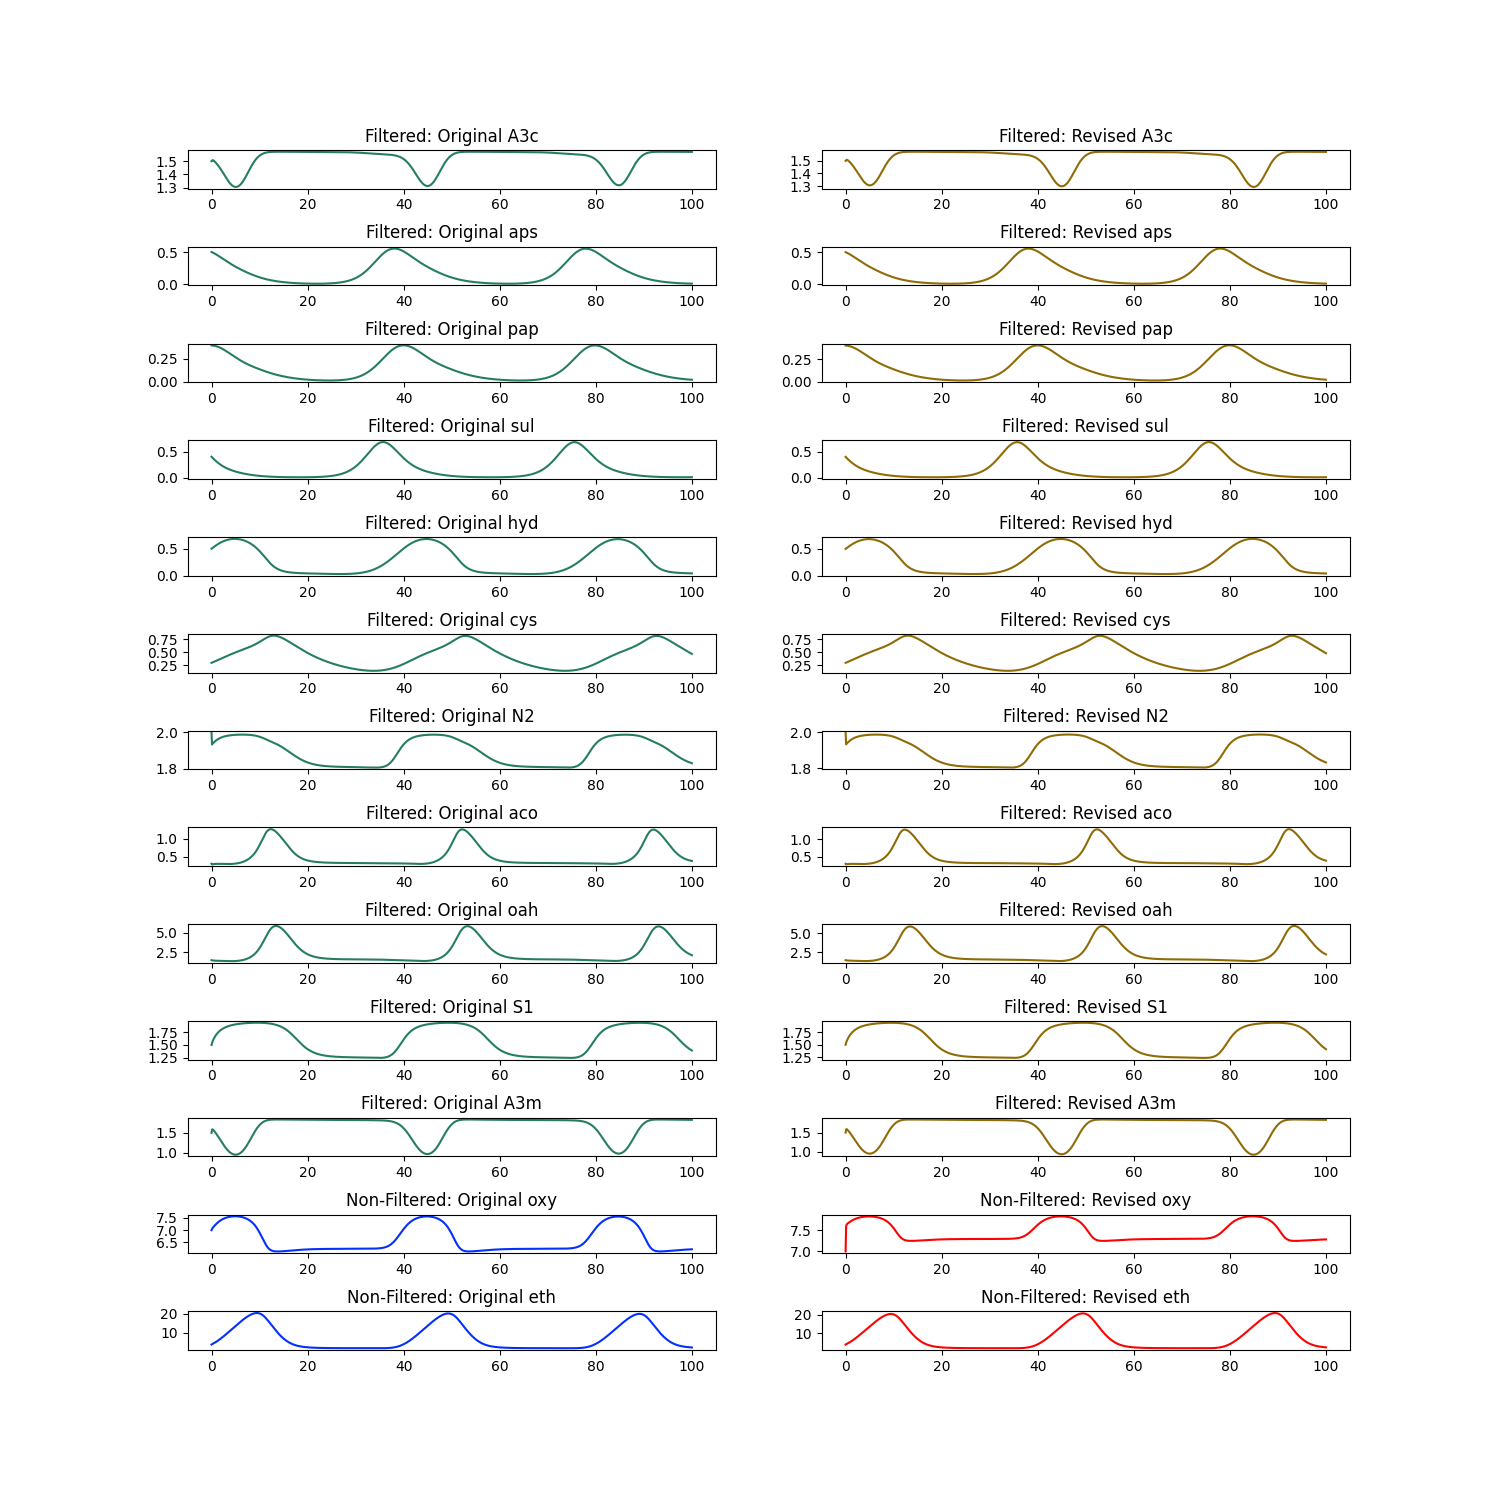 Filtered: Original A3c
Filtered: Revised A3c
1.5
1.4
1.3
0 20 40 60 80 100
1.5
1.4
1.3
0 20 40 60 80 100
Filtered: Original aps
Filtered: Revised aps
0.5
0.0
0 20 40 60 80 100
0.5
0.0
0 20 40 60 80 100
Filtered: Original pap
Filtered: Revised pap
0.25
0.00
0 20 40 60 80 100
0.25
0.00
0 20 40 60 80 100
Filtered: Original sul
Filtered: Revised sul
0.5
0.0
0 20 40 60 80 100
0.5
0.0
0 20 40 60 80 100
Filtered: Original hyd
Filtered: Revised hyd
0.5
0.0
0 20 40 60 80 100
0.5
0.0
0 20 40 60 80 100
Filtered: Original cys
Filtered: Revised cys
0.75
0.50
0.25
0 20 40 60 80 100
0.75
0.50
0.25
0 20 40 60 80 100
Filtered: Original N2
Filtered: Revised N2
2.0
1.8
0 20 40 60 80 100
2.0
1.8
0 20 40 60 80 100
Filtered: Original aco
Filtered: Revised aco
1.0
0.5
0 20 40 60 80 100
1.0
0.5
0 20 40 60 80 100
Filtered: Original oah
Filtered: Revised oah
5.0
2.5
0 20 40 60 80 100
5.0
2.5
0 20 40 60 80 100
Filtered: Original S1
Filtered: Revised S1
1.75
1.50
1.25
0 20 40 60 80 100
1.75
1.50
1.25
0 20 40 60 80 100
Filtered: Original A3m
Filtered: Revised A3m
1.5
1.0
0 20 40 60 80 100
1.5
1.0
0 20 40 60 80 100
Non-Filtered: Original oxy
Non-Filtered: Revised oxy
7.5
7.0
6.5
0 20 40 60 80 100
7.5
7.0
0 20 40 60 80 100
Non-Filtered: Original eth
Non-Filtered: Revised eth
20
10
0 20 40 60 80 100
20
10
0 20 40 60 80 100